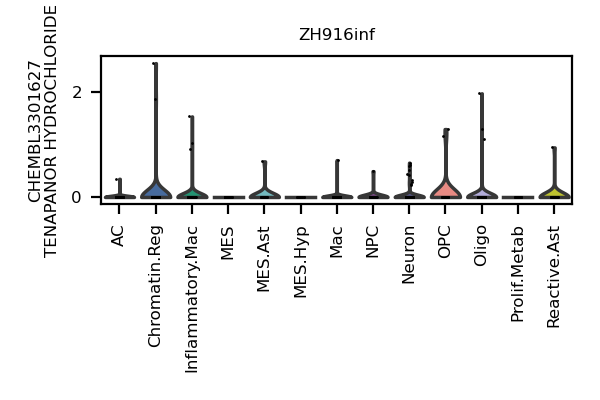 ZH916inf
CHEMBL3301627
TENAPANOR HYDROCHLORIDE
2
0
AC
Chromatin.Reg
Inflammatory.Mac
MES
MES.Ast
MES.Hyp
Mac
NPC
Neuron
OPC
Oligo
Prolif.Metab
Reactive.Ast